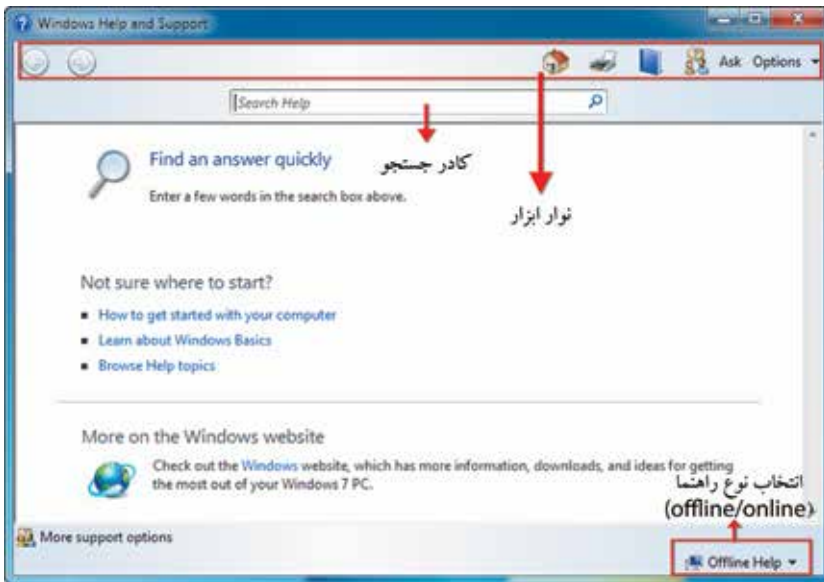 Windows Help and Support
Ask Options
Search Help
Find an answer quickly
کادر جستجو
Enter a few words in the search box above.
نوار ابزار
Not sure where to start?
How to get started with your computer
Learn about Windows Basics
Browse Help topics
More on the Windows website
Check out the Windows website, which has more information, downloads, and ideas for getting
the most out of your Windows 7 PC.
انتخاب نوع راهنما
(offline/online)
More support options
Offline Help